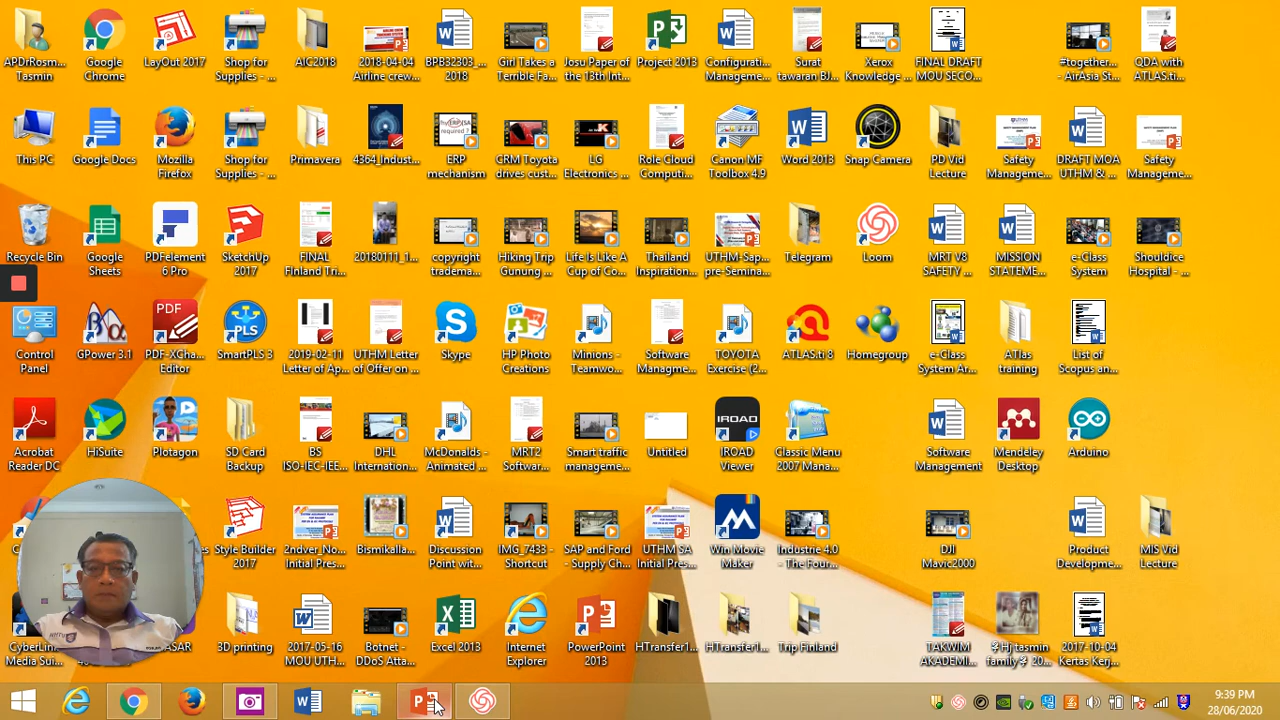 APDrRosm...
Tasmin
Google
Chrome
LayOut 2017
Shop for
Supplies - ...
AIC2018
2018-04-04
Airline crew...
BPB32303_...
2018
Girl Takes a
Terrible Fa...
Josu Paper of
the 13th Int...
Project 2013
Configurati...
Manageme...
Surat
tawaran BJ...
Xerox
Knowledge ...
FINAL DRAFT
MOU SECO...
#together...
- AirAsia St...
QDA with
ATLAS.ti...
This PC
Google Docs
Mozilla
Firefox
Shop for
Supplies - ...
Primavera
4364_Indust...
ERP
mechanism
CRM Toyota
drives cust...
LG
Electronics ...
Role Cloud
Computi...
Canon MF
Toolbox 4.9
Word 2013
Snap Camera
PD Vid
Lecture
Safety
Manageme...
DRAFT MOA
UTHM & ...
Safety
Manageme...
Recycle Bin
Google
Sheets
PDFelement
6 Pro
SketchUp
2017
FINAL
Finland Tri...
20180111_1...
copyright
tradema...
Hiking Trip
Gunung ...
Life Is Like A
Cup of Co...
Thailand
Inspiration...
UTHM-Sap...
pre-Semina...
Telegram
Loom
MRT V8
SAFETY ...
MISSION
STATEME...
e-Class
System
Shouldice
Hospital - ...
Control
Panel
GPower 3.1
PDF
PDF-XCha...
Editor
PLS
SmartPLS 3
2019-02-11
Letter of Ap...
UTHM Letter
of Offer on ...
Skype
HP Photo
Creations
Minions -
Teamwo...
Software
Managme...
TOYOTA
Exercise (2...
ATLAS.ti 8
Homegroup
e-Class
System Ar...
ATlas
training
List of
Scopus an...
Acrobat
Reader DC
HiSuite
Plotagon
SD Card
Backup
BS
ISO-IEC-IEE...
DHL
Internation...
McDonalds -
Animated ...
MRT2
Softwar...
Smart traffic
manageme...
Untitled
IROAD
IROAD
Viewer
Classic Menu
2007 Mana...
Software
Management
Mendeley
Desktop
Arduino
Style Builder
2017
2ndver_No...
Initial Pres...
Bismikalla...
Discussion
Point wit...
IMG_7433 -
Shortcut
SAP and Ford
- Supply Ch...
UTHM SA
Initial Pres...
Win Movie
Maker
Industrie 4.0
- The Four...
DJI
Mavic2000
Product
Developme...
MIS Vid
Lecture
CyberLink
Media Sui...
3D printing
2017-05-16
MOU UTH...
Botnet -
DDoS Atta...
Excel 2013
Internet
Explorer
PowerPoint
2013
HTransfer1...
HTransfer1...
Trip Finland
TAKWIM
AKADEMI...
Hj tasmin
family 20...
2017-10-04
Kertas Kerj...
9:39 PM
28/06/2020